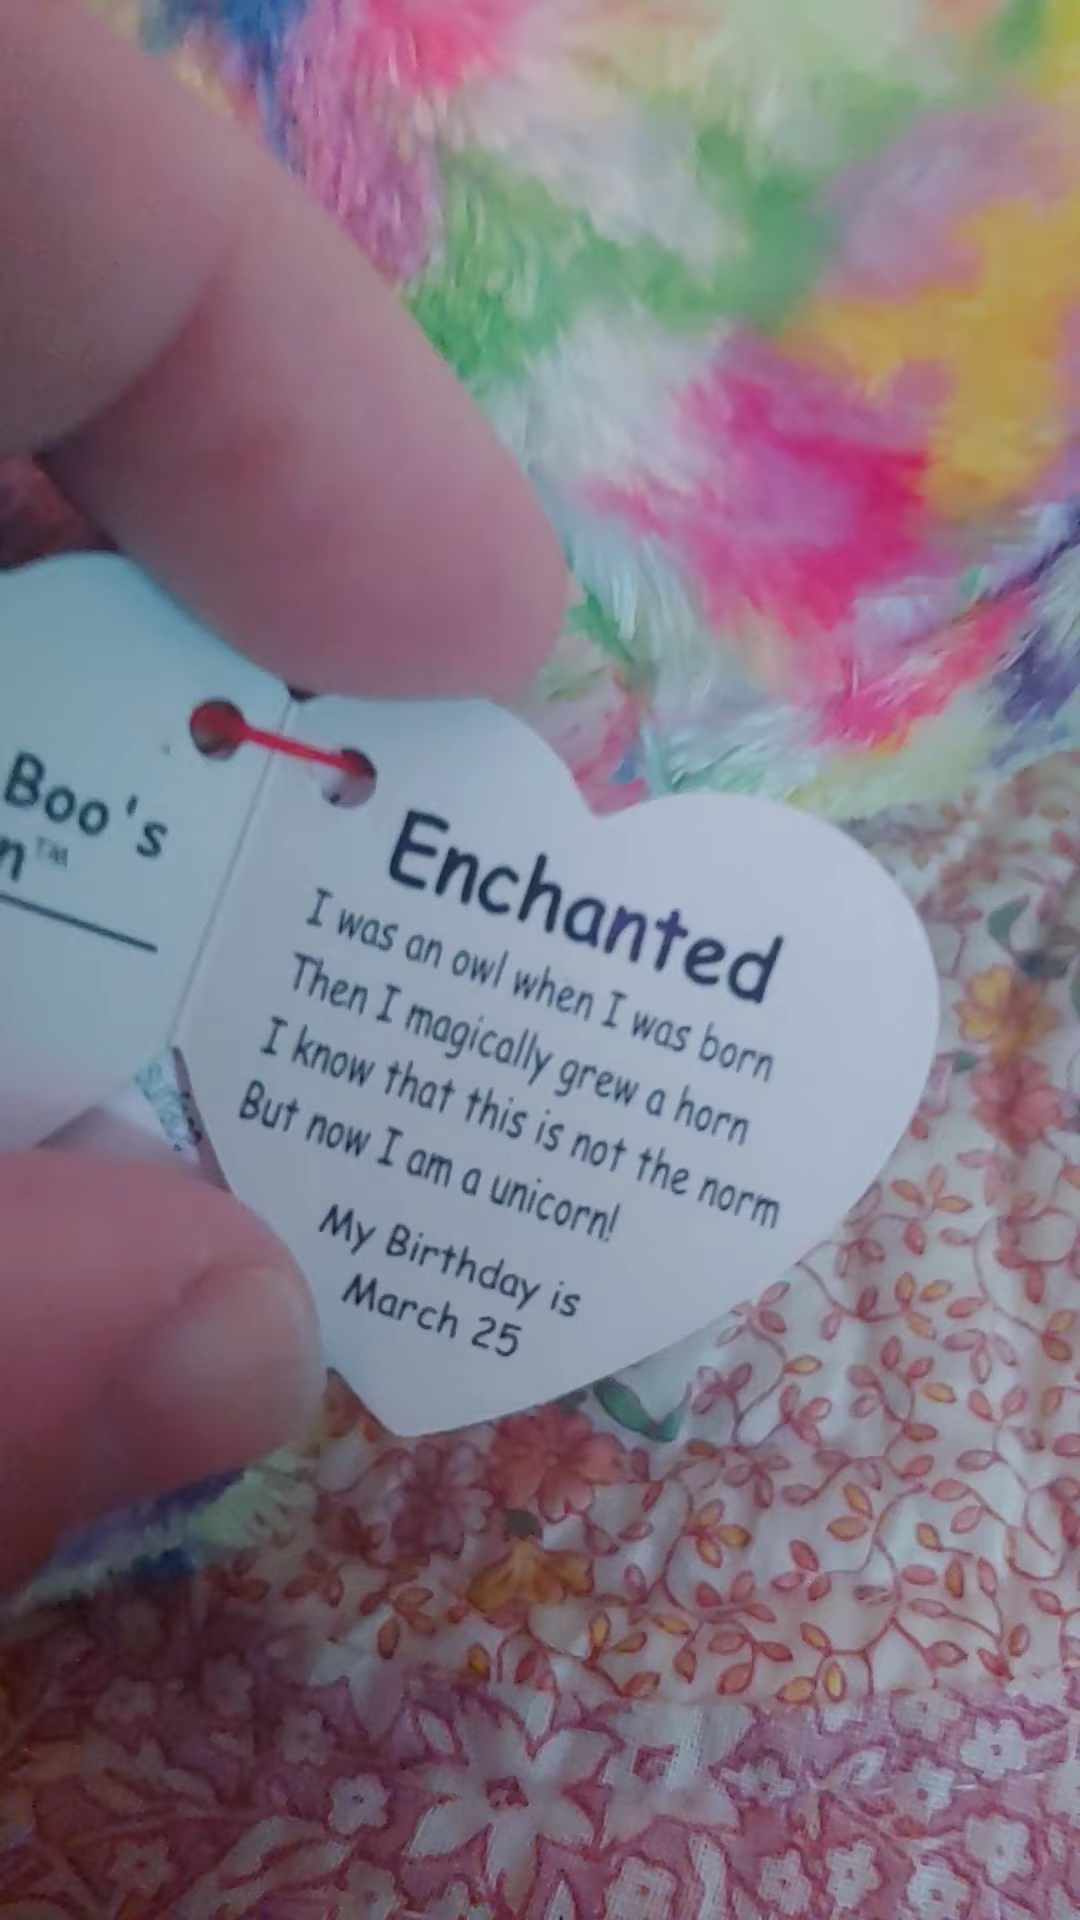 Boo's
n™
Enchanted
I was an owl when I was born
Then I magically grew a horn
I know that this is not the norm
But now I am a unicorn!
My Birthday is
March 25